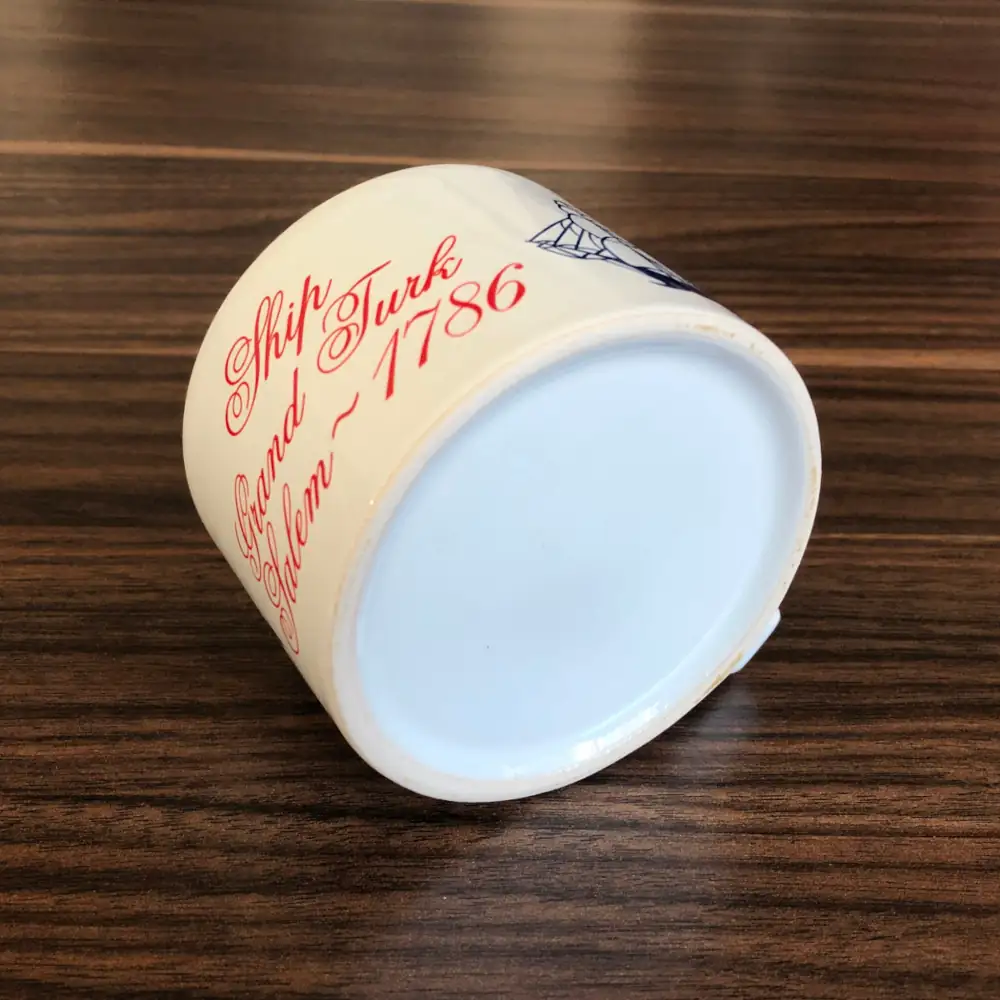 Ship
Grand Turk
Salem ~ 1786